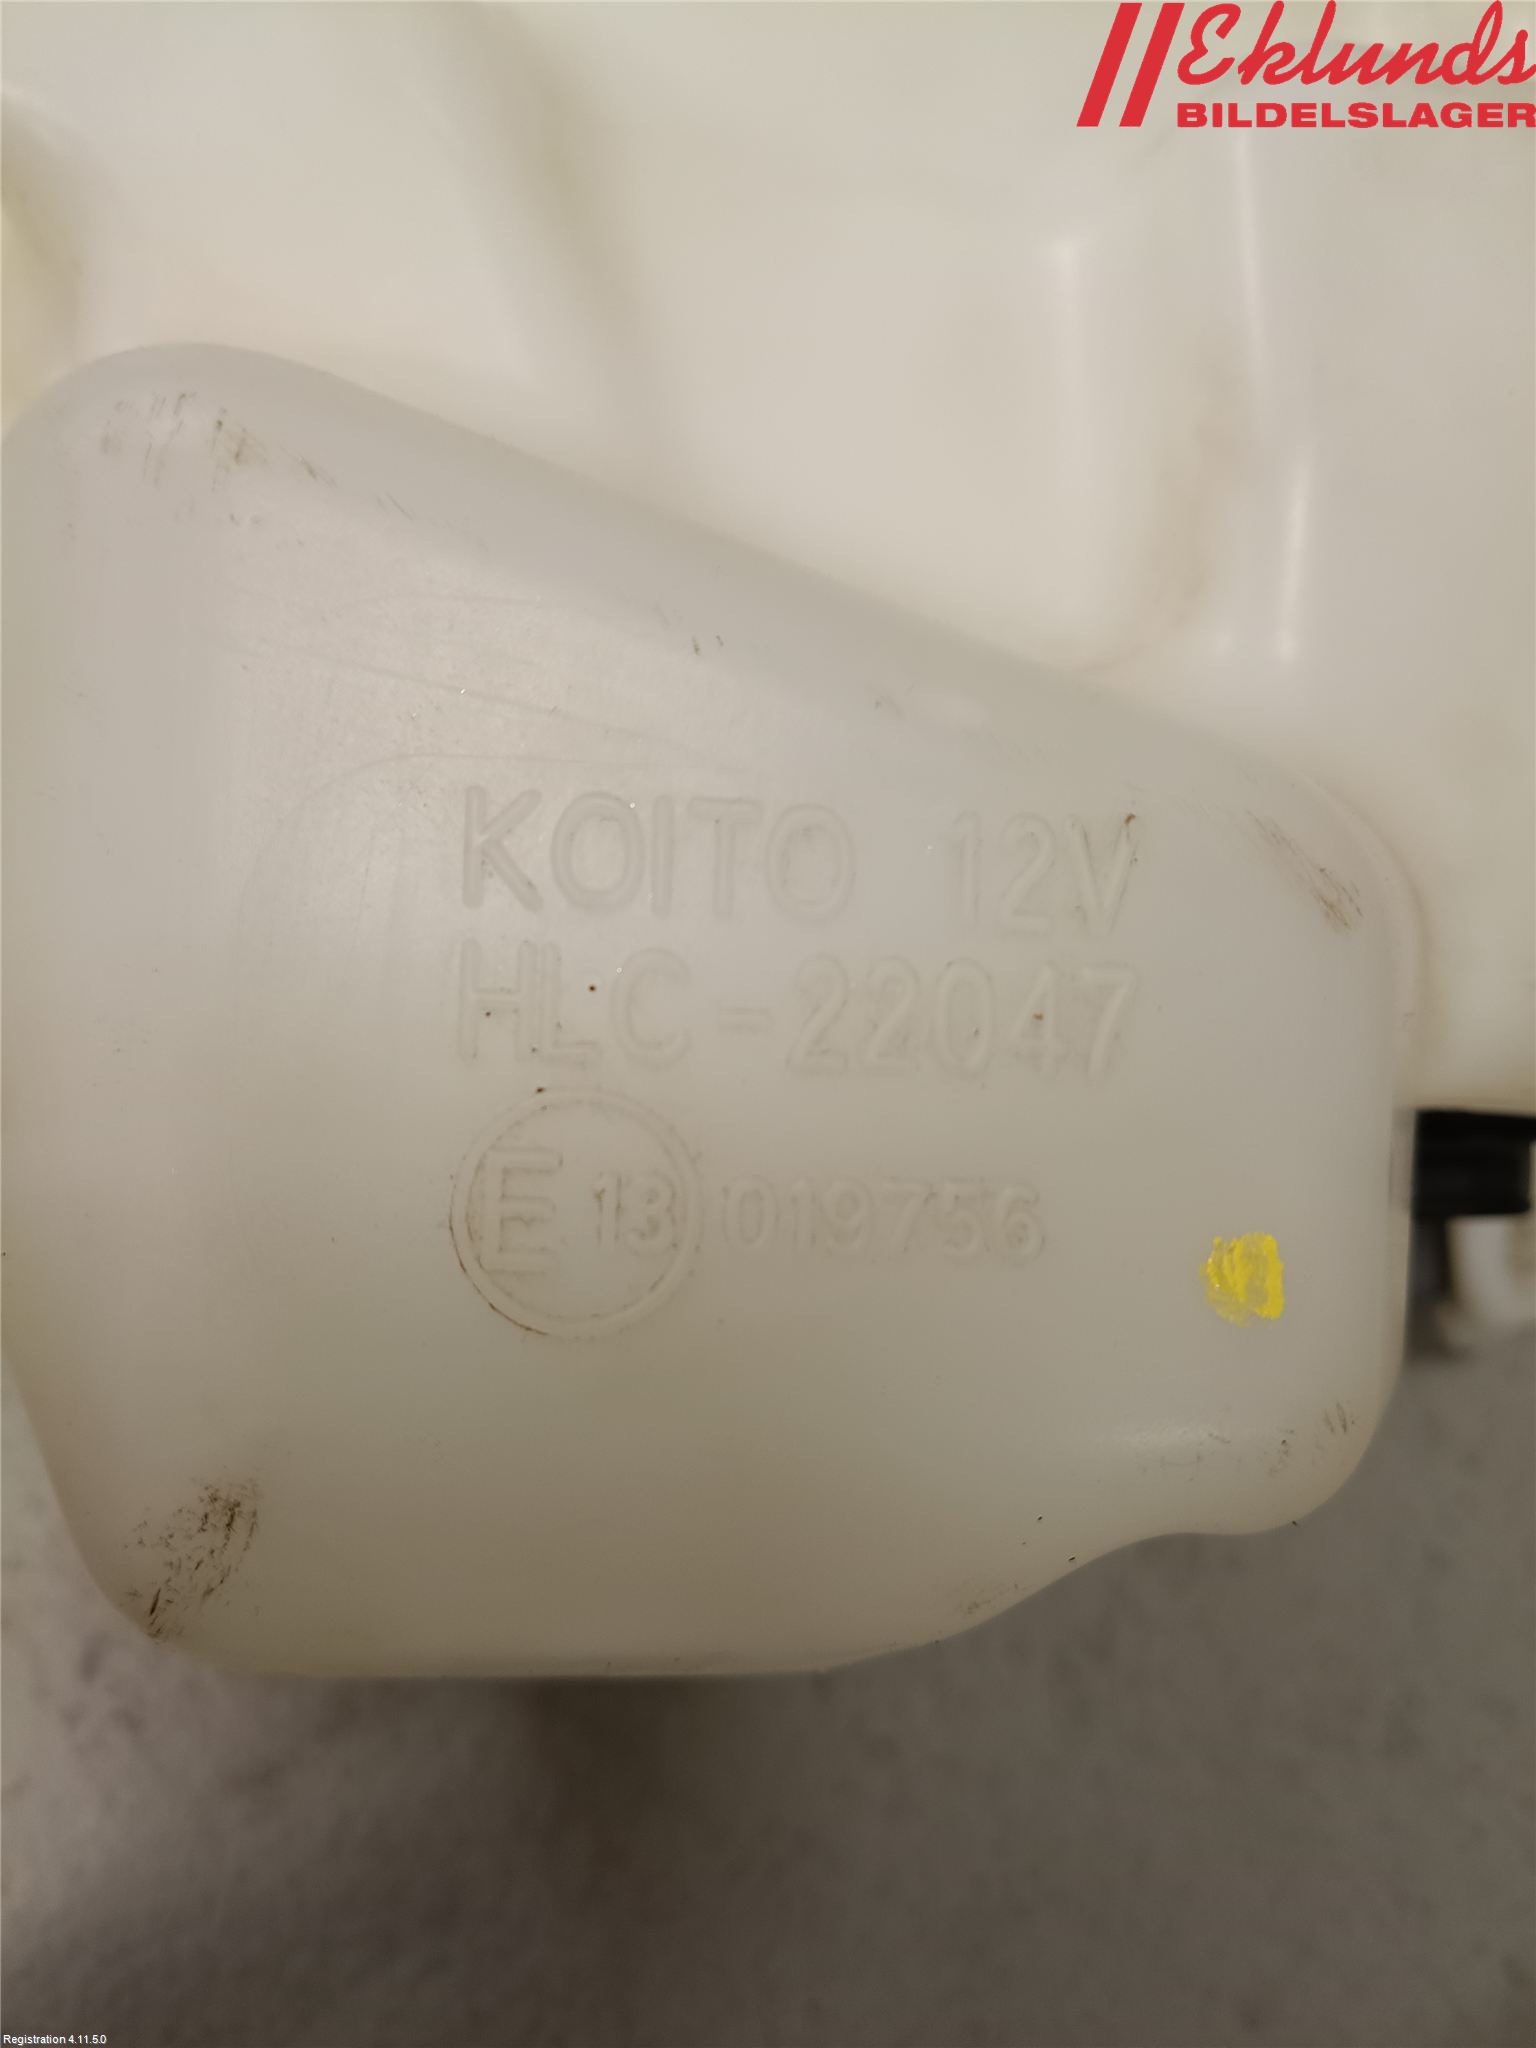 Eklunds
BILDELSLAGER
KOITO 12V
HLC-22047
E 13 019756
Registration 4.11.5.0